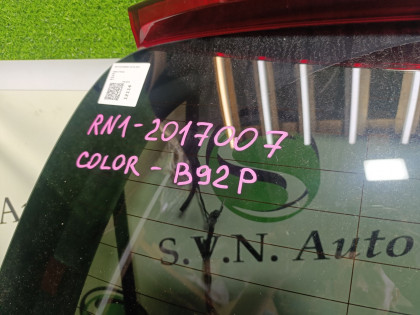 RN1-2017007
COLOR - B92P
S.V.N. Auto